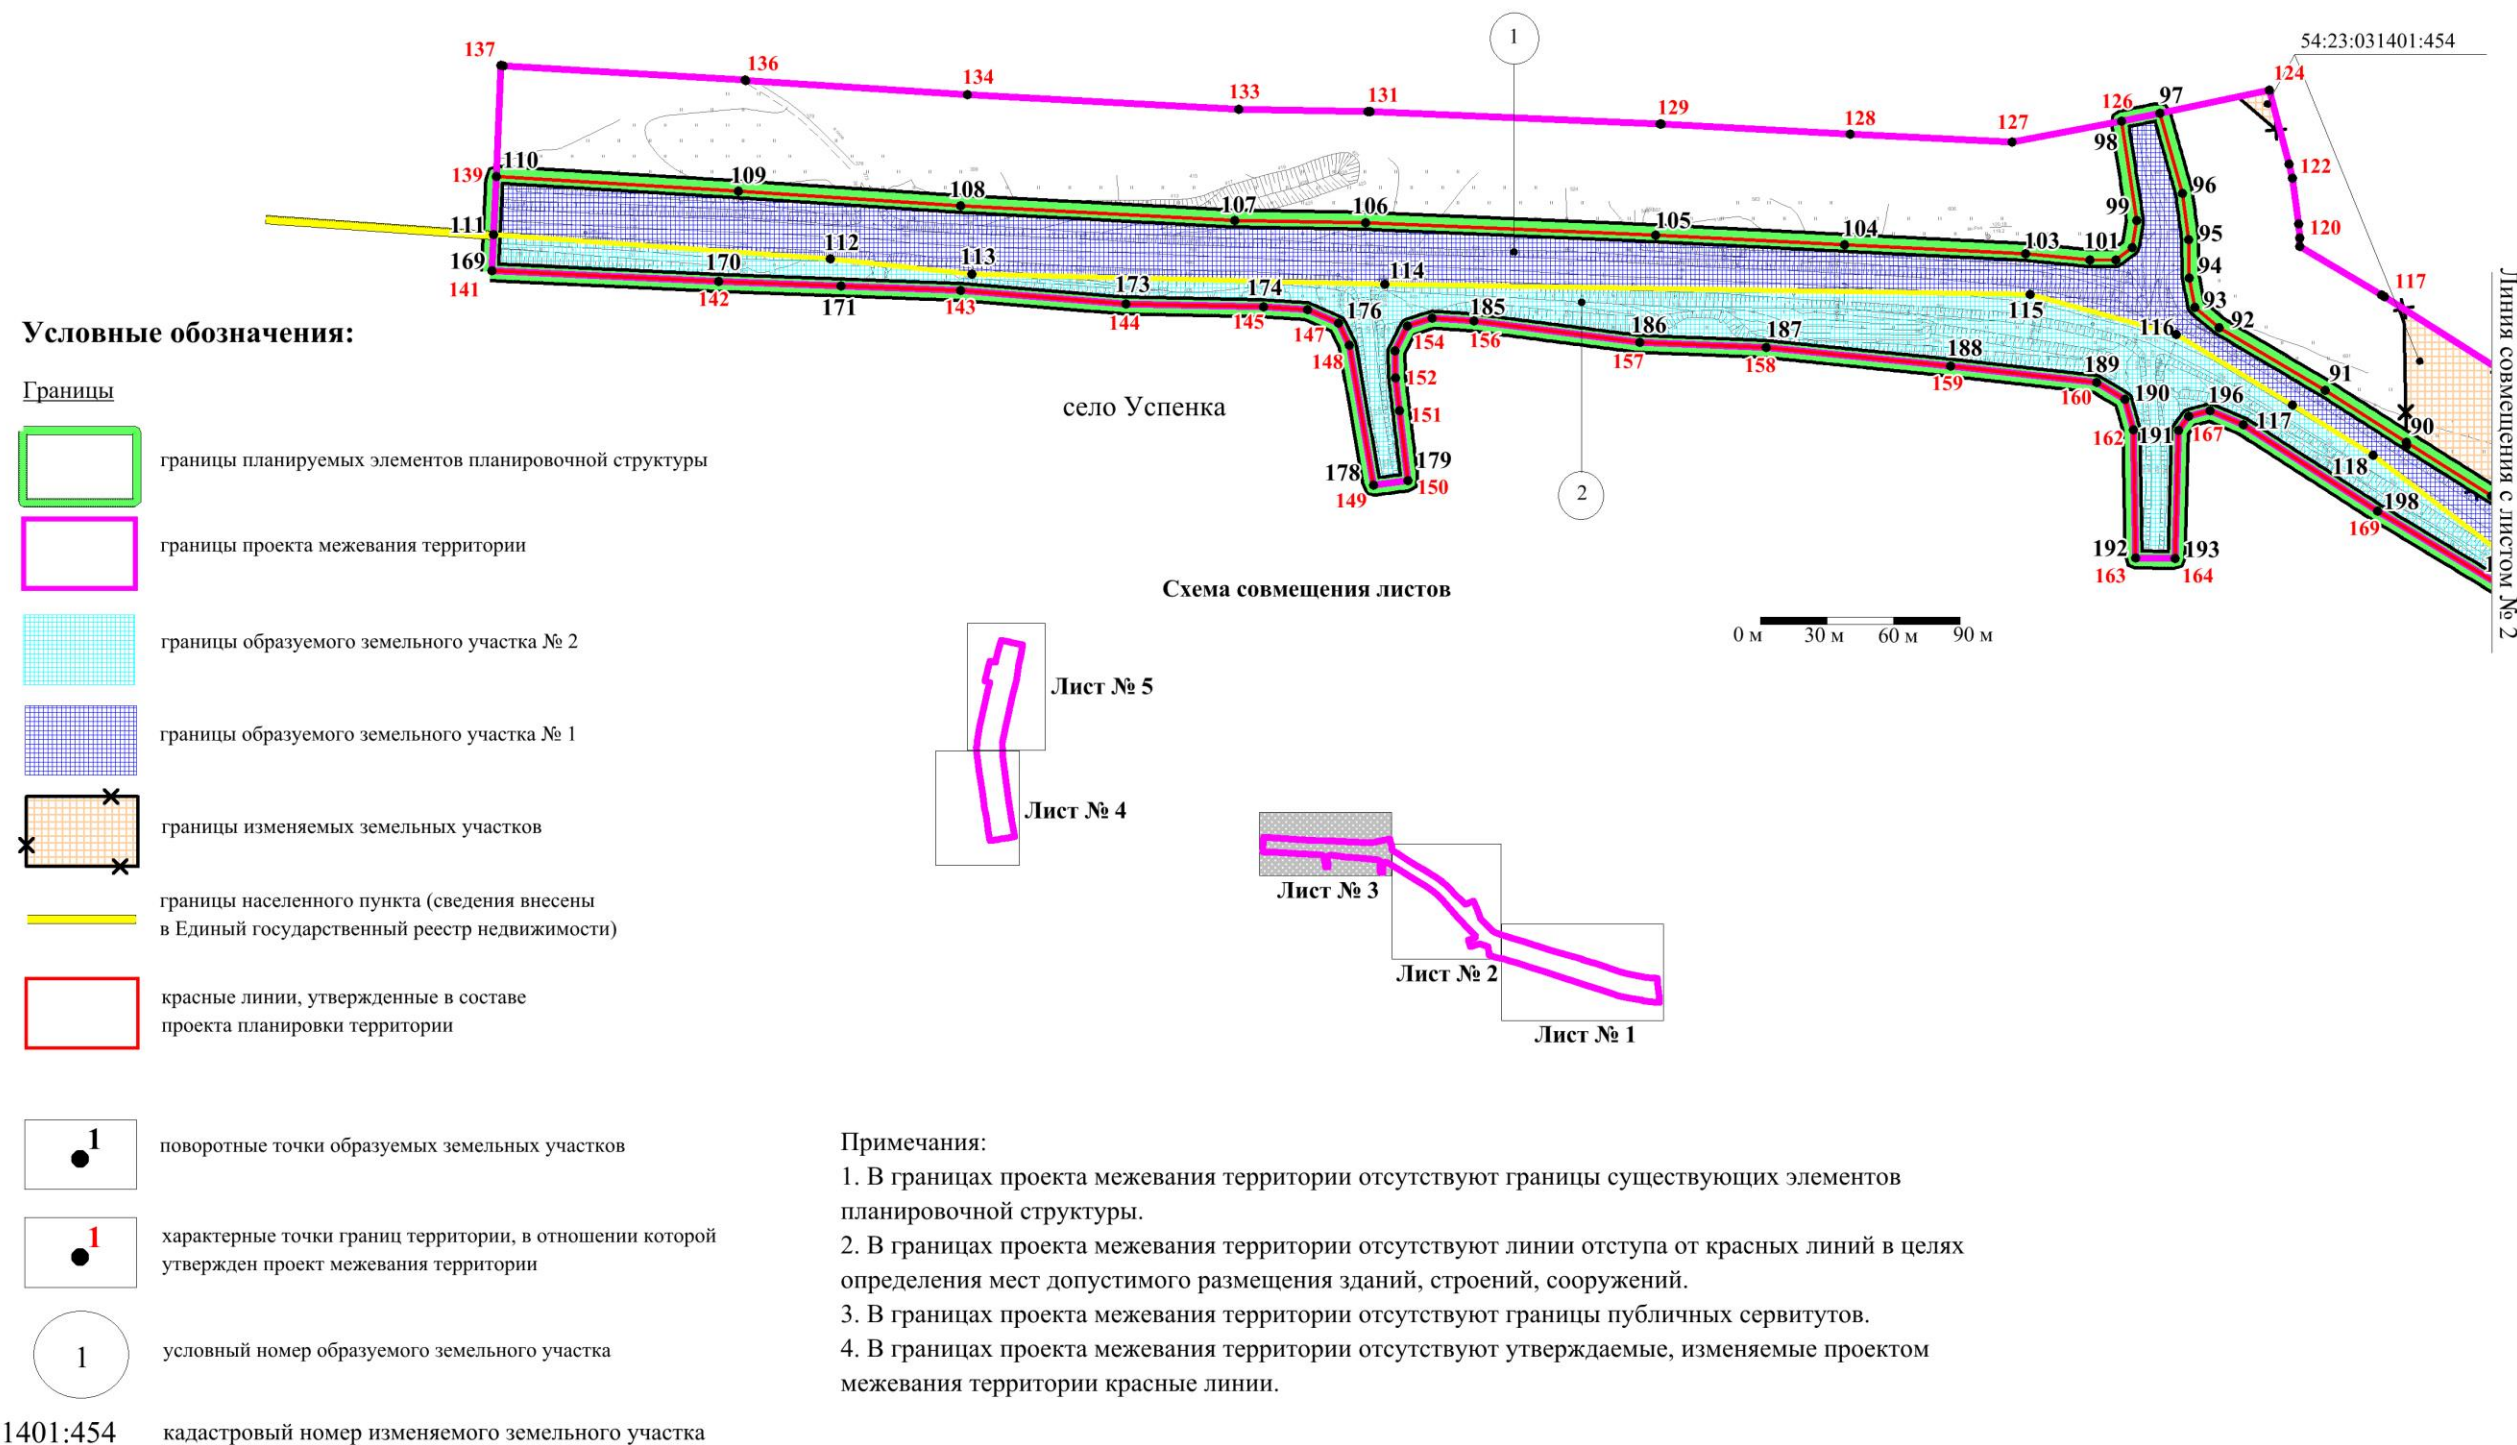 1
54:23:031401:454
137
136
134
133
131
129
128
127
126
97
124
98
122
96
99
120
95
94
117
93
92
139
110
109
108
107
106
105
104
103
101
111
112
113
114
115
116
169
170
173
174
176
185
186
187
188
189
91
141
142
171
143
144
145
147
148
154
156
157
158
159
160
190
196
117
90
152
151
162
191
167
118
198
178
179
149
150
2
169
192
193
163
164
село Успенка
Линия совмещения с листом № 2
Условные обозначения:
Границы
границы планируемых элементов планировочной структуры
границы проекта межевания территории
границы образуемого земельного участка № 2
границы образуемого земельного участка № 1
границы изменяемых земельных участков
границы населенного пункта (сведения внесены
в Единый государственный реестр недвижимости)
красные линии, утвержденные в составе
проекта планировки территории
1
поворотные точки образуемых земельных участков
1
характерные точки границ территории, в отношении которой
утвержден проект межевания территории
1
условный номер образуемого земельного участка
1401:454
кадастровый номер изменяемого земельного участка
Схема совмещения листов
0 м 30 м 60 м 90 м
Лист № 5
Лист № 4
Лист № 3
Лист № 2
Лист № 1
Примечания:
1. В границах проекта межевания территории отсутствуют границы существующих элементов
планировочной структуры.
2. В границах проекта межевания территории отсутствуют линии отступа от красных линий в целях
определения мест допустимого размещения зданий, строений, сооружений.
3. В границах проекта межевания территории отсутствуют границы публичных сервитутов.
4. В границах проекта межевания территории отсутствуют утверждаемые, изменяемые проектом
межевания территории красные линии.